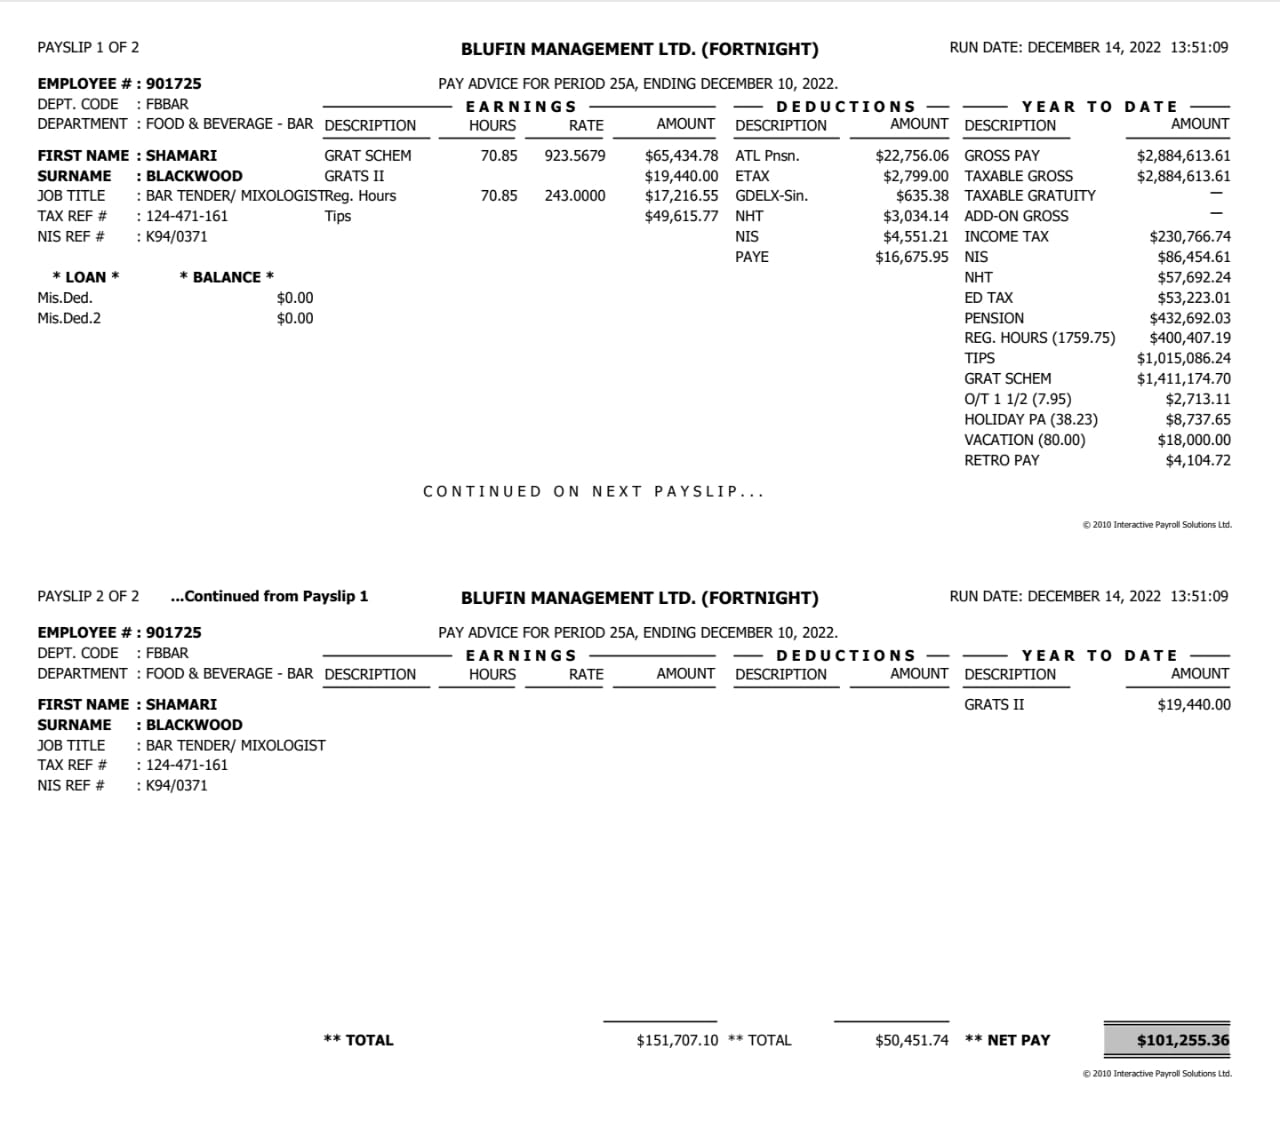 PAYSLIP 1 OF 2 BLUFIN MANAGEMENT LTD. (FORTNIGHT) RUN DATE: DECEMBER 14, 2022 13:51:09
EMPLOYEE # : 901725 PAY ADVICE FOR PERIOD 25A, ENDING DECEMBER 10, 2022.
DEPT. CODE : FBBAR EARNINGS DEDUCTIONS YEAR TO DATE
DEPARTMENT : FOOD & BEVERAGE - BAR DESCRIPTION HOURS RATE AMOUNT DESCRIPTION AMOUNT DESCRIPTION AMOUNT
FIRST NAME : SHAMARI GRAT SCHEM 70.85 923.5679 $65,434.78 ATL Pnsn. $22,756.06 GROSS PAY $2,884,613.61
SURNAME : BLACKWOOD GRATS II $19,440.00 ETAX $2,799.00 TAXABLE GROSS $2,884,613.61
JOB TITLE : BAR TENDER/ MIXOLOGISTReg. Hours 70.85 243.0000 $17,216.55 GDELX-Sin. $635.38 TAXABLE GRATUITY —
TAX REF # : 124-471-161 Tips $49,615.77 NHT $3,034.14 ADD-ON GROSS —
NIS REF # : K94/0371 NIS $4,551.21 INCOME TAX $230,766.74
PAYE $16,675.95 NIS $86,454.61
* LOAN * * BALANCE * NHT $57,692.24
Mis.Ded. $0.00 ED TAX $53,223.01
Mis.Ded.2 $0.00 PENSION $432,692.03
REG. HOURS (1759.75) $400,407.19
TIPS $1,015,086.24
GRAT SCHEM $1,411,174.70
O/T 1 1/2 (7.95) $2,713.11
HOLIDAY PA (38.23) $8,737.65
VACATION (80.00) $18,000.00
RETRO PAY $4,104.72
CONTINUED ON NEXT PAYSLIP...
© 2010 Interactive Payroll Solutions Ltd.
PAYSLIP 2 OF 2 ...Continued from Payslip 1 BLUFIN MANAGEMENT LTD. (FORTNIGHT) RUN DATE: DECEMBER 14, 2022 13:51:09
EMPLOYEE # : 901725 PAY ADVICE FOR PERIOD 25A, ENDING DECEMBER 10, 2022.
DEPT. CODE : FBBAR EARNINGS DEDUCTIONS YEAR TO DATE
DEPARTMENT : FOOD & BEVERAGE - BAR DESCRIPTION HOURS RATE AMOUNT DESCRIPTION AMOUNT DESCRIPTION AMOUNT
FIRST NAME : SHAMARI GRATS II $19,440.00
SURNAME : BLACKWOOD
JOB TITLE : BAR TENDER/ MIXOLOGIST
TAX REF # : 124-471-161
NIS REF # : K94/0371
** TOTAL $151,707.10 ** TOTAL $50,451.74 ** NET PAY $101,255.36
© 2010 Interactive Payroll Solutions Ltd.